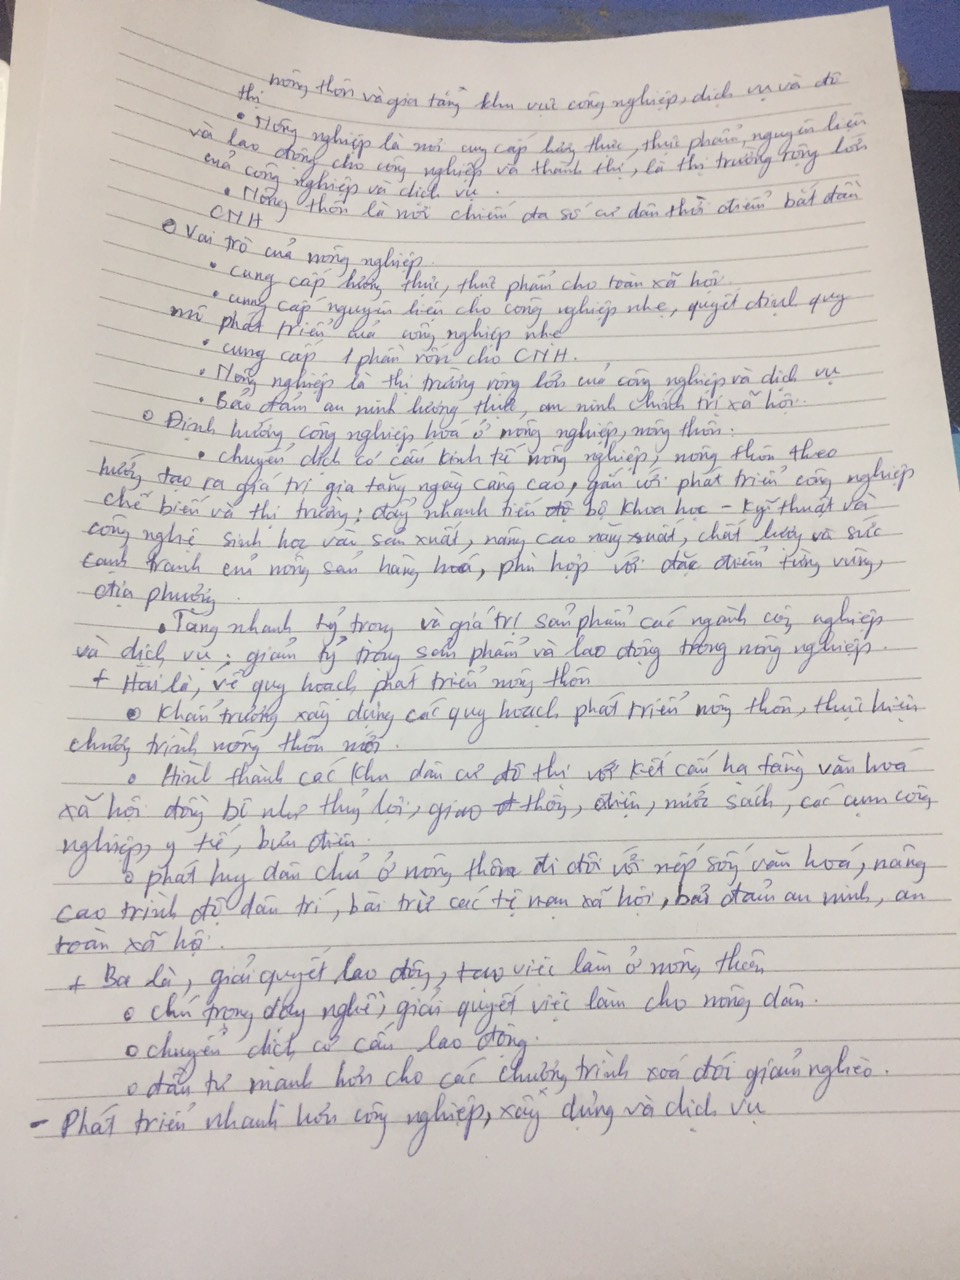 nông thôn và gia tăng khu vực công nghiệp, dịch vụ và đô
thị
• Nông nghiệp là nơi cung cấp lương thực, thực phẩm, nguyên liệu
và lao động cho công nghiệp và thành thị, là thị trường rộng lớn
của công nghiệp và dịch vụ.
• Nông thôn là nơi chiếm đa số cư dân thời điểm bắt đầu
CNH
o Vai trò của nông nghiệp
• cung cấp lương thực, thực phẩm cho toàn xã hội.
• cung cấp nguyên liệu cho công nghiệp nhẹ, quyết định quy
mô phát triển của công nghiệp nhẹ
• cung cấp 1 phần vốn cho CNH.
• Nông nghiệp là thị trường rộng lớn của công nghiệp và dịch vụ
• Bảo đảm an ninh lương thực, an ninh chính trị xã hội.
o Định hướng công nghiệp hoá ở nông nghiệp, nông thôn:
• chuyển dịch cơ cấu kinh tế nông nghiệp, nông thôn theo
hướng tạo ra giá trị gia tăng ngày càng cao, gắn với phát triển công nghiệp
chế biến và thị trường; đẩy nhanh tiến bộ khoa học - kỹ thuật và
công nghệ sinh học vào sản xuất, nâng cao năng suất, chất lượng và sức
cạnh tranh của nông sản hàng hoá, phù hợp với đặc điểm từng vùng,
địa phương.
• Tăng nhanh tỷ trọng và giá trị sản phẩm các ngành công nghiệp
và dịch vụ; giảm tỷ trọng sản phẩm và lao động trong nông nghiệp.
+ Hai là, về quy hoạch phát triển nông thôn
o Khẩn trương xây dựng các quy hoạch phát triển nông thôn, thực hiện
chương trình nông thôn mới.
o Hình thành các khu dân cư đô thị với kết cấu hạ tầng văn hoá
xã hội đồng bộ như thuỷ lợi, giao thông, điện, nước sạch, các cụm công
nghiệp, y tế, bưu điện.
o phát huy dân chủ ở nông thôn đi đôi với nếp sống văn hoá, nâng
cao trình độ dân trí, bài trừ các tệ nạn xã hội, bảo đảm an ninh, an
toàn xã hội.
+ Ba là, giải quyết lao động, tạo việc làm ở nông thôn
o chú trọng dạy nghề, giải quyết việc làm cho nông dân.
o chuyển dịch cơ cấu lao động.
o đầu tư mạnh hơn cho các chương trình xoá đói giảm nghèo.
- Phát triển nhanh hơn công nghiệp, xây dựng và dịch vụ